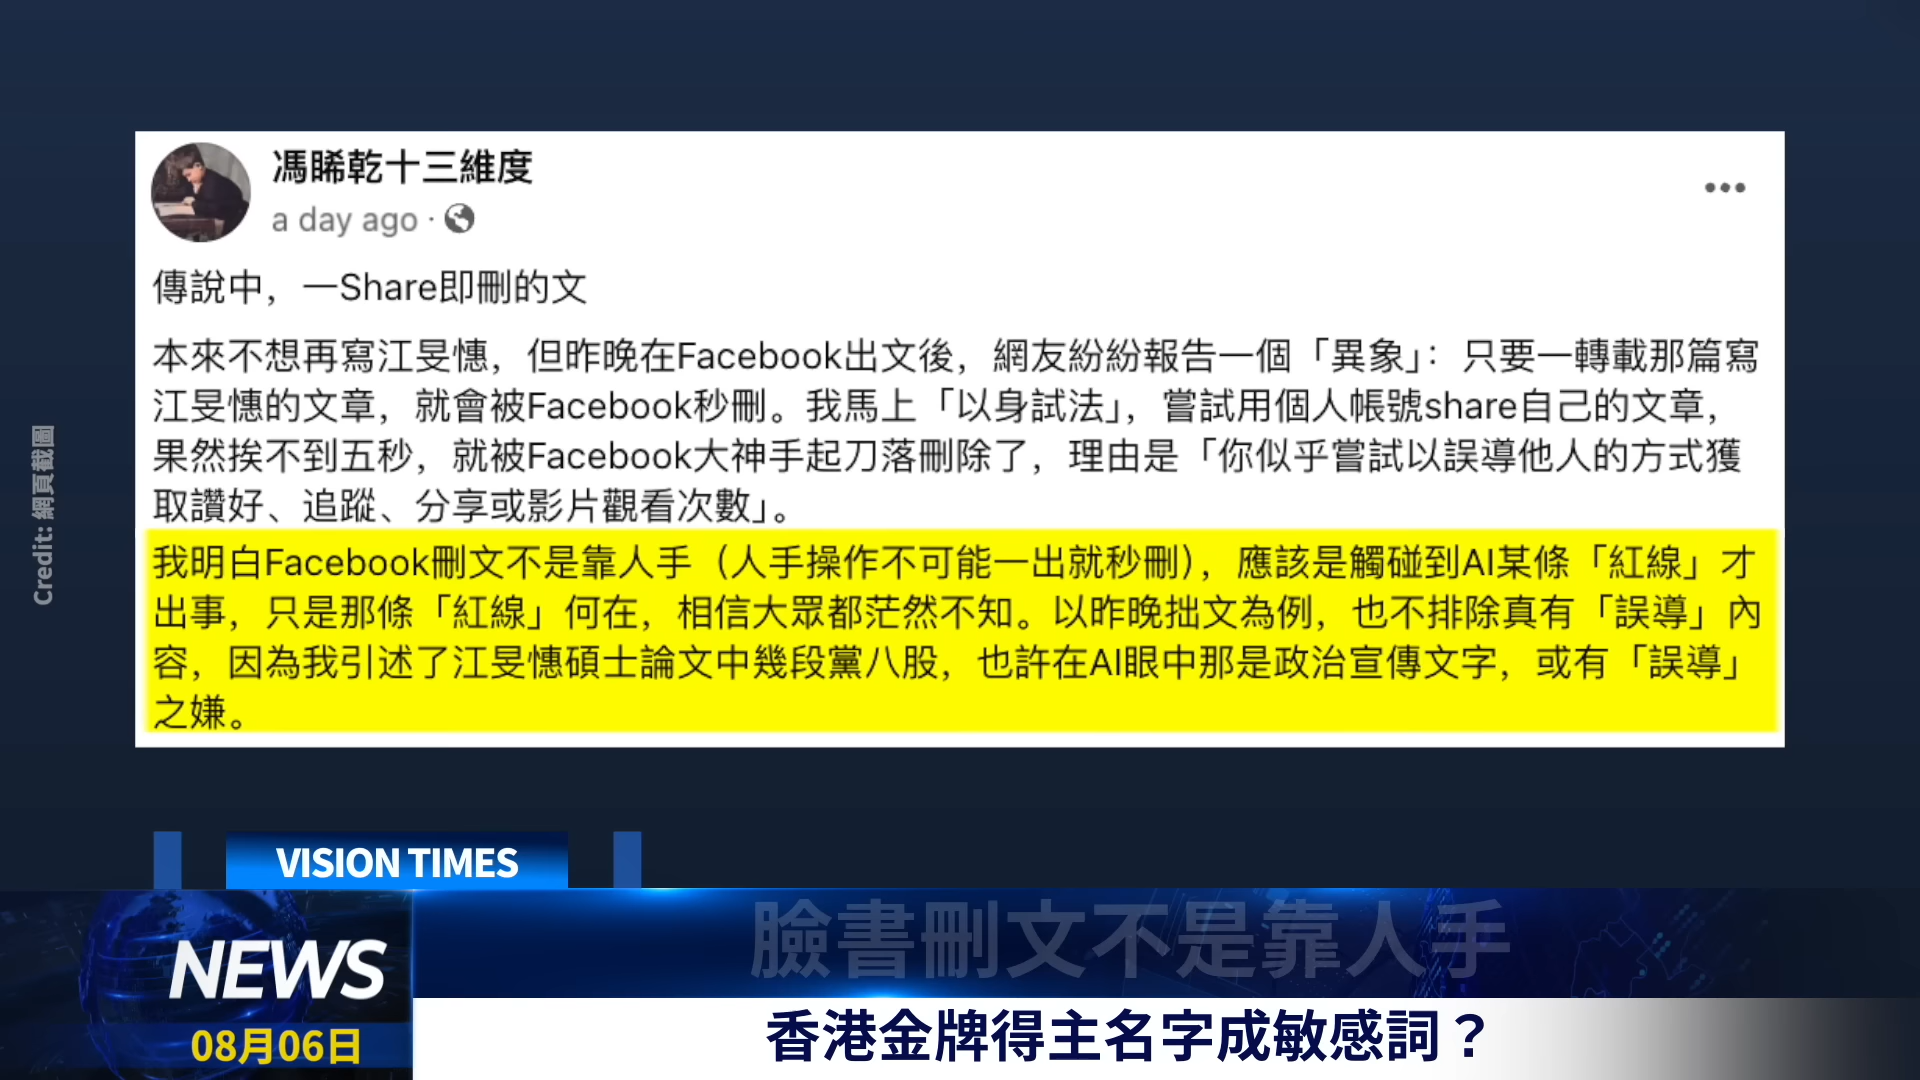 馮睎乾十三維度
a day ago ·
傳說中，一Share即刪的文
本來不想再寫江旻憓，但昨晚在Facebook出文後，網友紛紛報告一個「異象」：只要一轉載那篇寫
江旻憓的文章，就會被Facebook秒刪。我馬上「以身試法」，嘗試用個人帳號share自己的文章，
果然挨不到五秒，就被Facebook大神手起刀落刪除了，理由是「你似乎嘗試以誤導他人的方式獲
取讚好、追蹤、分享或影片觀看次數」。
我明白Facebook刪文不是靠人手（人手操作不可能一出就秒刪），應該是觸碰到AI某條「紅線」才
出事，只是那條「紅線」何在，相信大眾都茫然不知。以昨晚拙文為例，也不排除真有「誤導」內
容，因為我引述了江旻憓碩士論文中幾段黨八股，也許在AI眼中那是政治宣傳文字，或有「誤導」
之嫌。
Credit: 網頁截圖
VISION TIMES
臉書刪文不是靠人手
NEWS
08月06日
香港金牌得主名字成敏感詞？